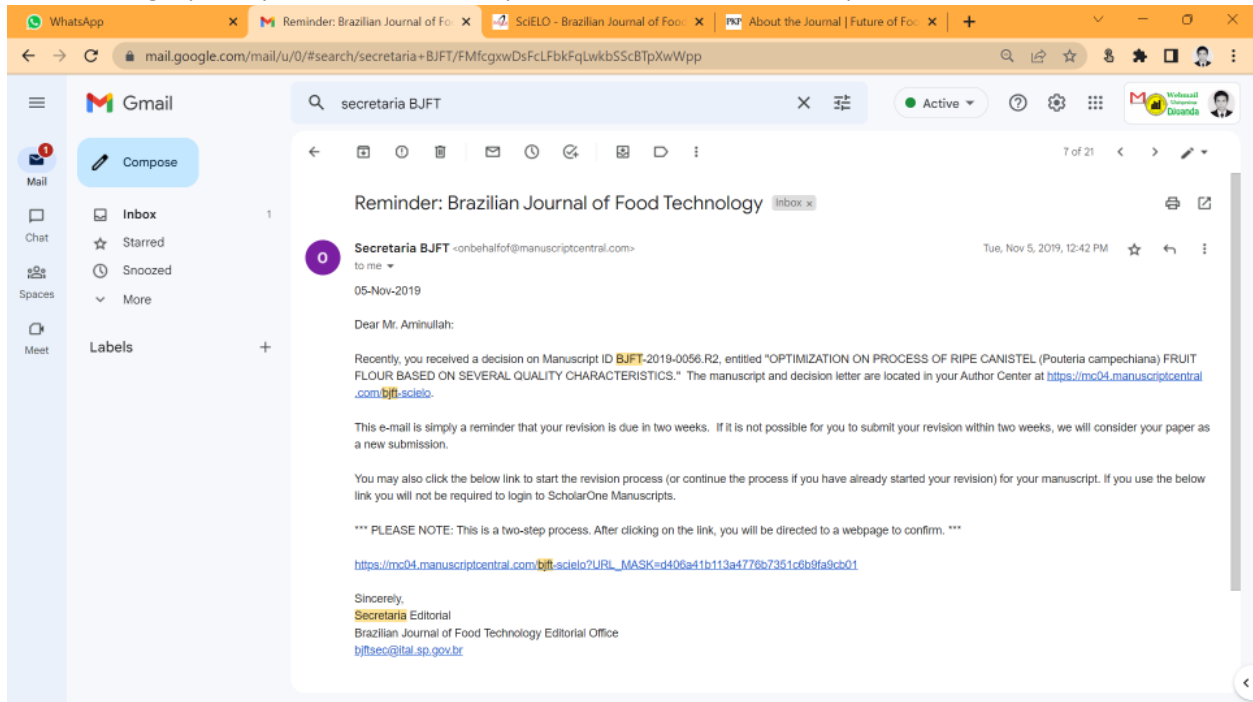 WhatsApp
Reminder: Brazilian Journal of Fo
SciELO - Brazilian Journal of Food
About the Journal | Future of Foo
mail.google.com/mail/u/0/#search/secretaria+BJFT/FMfcgxwDsFcLFbkFqLwkbSScBTpXwWpp
Gmail
secretaria BJFT
Active
Webmail
Djuanda
1
Mail
Compose
7 of 21
Chat
Spaces
Meet
Inbox 1
Starred
Snoozed
More
Labels
Reminder: Brazilian Journal of Food Technology Inbox x
O
Secretaria BJFT <onbehalfof@manuscriptcentral.com> Tue, Nov 5, 2019, 12:42 PM
to me
05-Nov-2019
Dear Mr. Aminullah:
Recently, you received a decision on Manuscript ID BJFT-2019-0056.R2, entitled "OPTIMIZATION ON PROCESS OF RIPE CANISTEL (Pouteria campechiana) FRUIT
FLOUR BASED ON SEVERAL QUALITY CHARACTERISTICS." The manuscript and decision letter are located in your Author Center at https://mc04.manuscriptcentral
.com/bjft-scielo.
This e-mail is simply a reminder that your revision is due in two weeks. If it is not possible for you to submit your revision within two weeks, we will consider your paper as
a new submission.
You may also click the below link to start the revision process (or continue the process if you have already started your revision) for your manuscript. If you use the below
link you will not be required to login to ScholarOne Manuscripts.
*** PLEASE NOTE: This is a two-step process. After clicking on the link, you will be directed to a webpage to confirm. ***
https://mc04.manuscriptcentral.com/bjft-scielo?URL_MASK=d406a41b113a4776b7351c6b9fa9cb01
Sincerely,
Secretaria Editorial
Brazilian Journal of Food Technology Editorial Office
bjftsec@ital.sp.gov.br